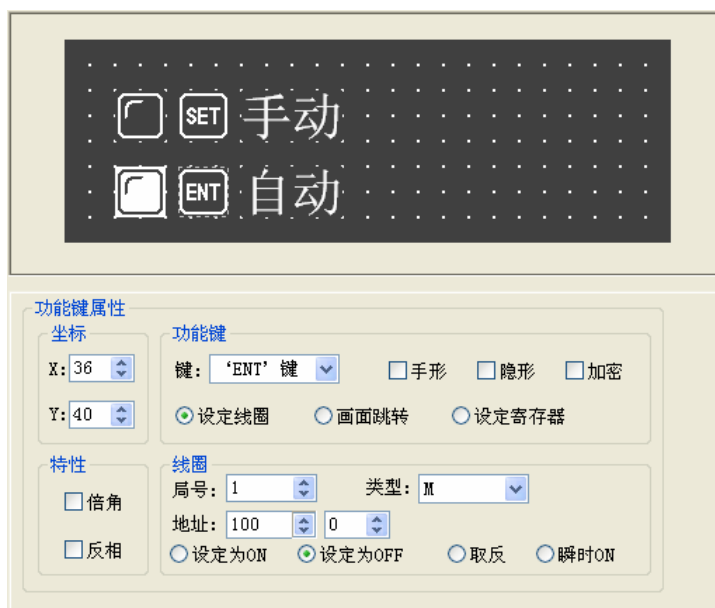 SET 手动
ENT 自动
功能键属性
坐标
功能键
X: 36
键: 'ENT' 键
手形
隐形
加密
Y: 40
设定线圈
画面跳转
设定寄存器
特性
线圈
倍角
局号: 1
类型: M
地址: 100 0
反相
设定为ON
设定为OFF
取反
瞬时ON